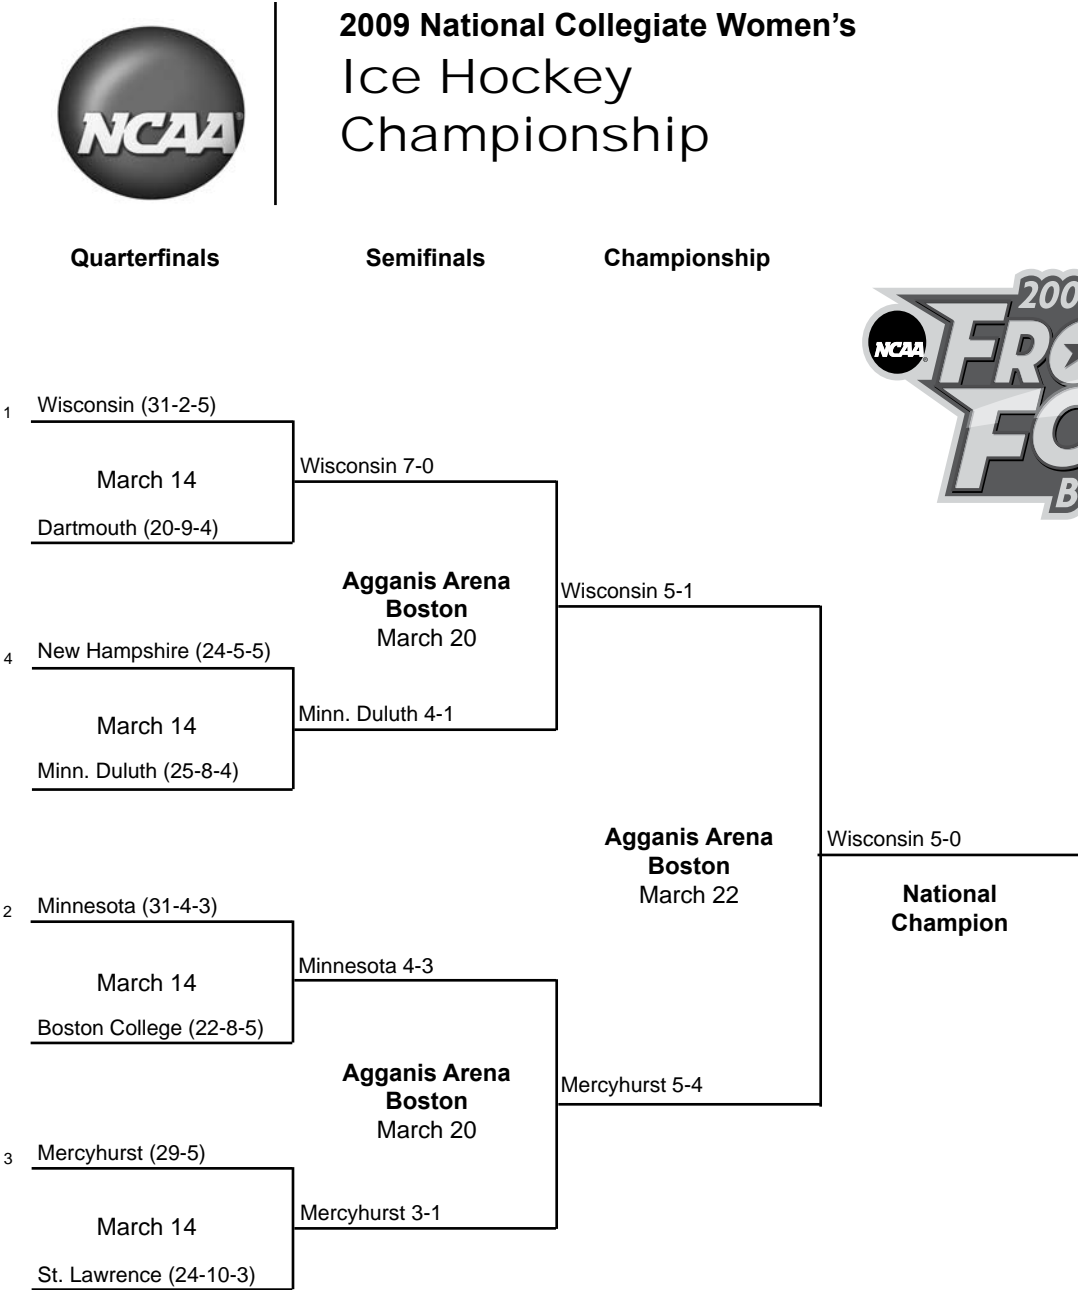 NCAA
2009 National Collegiate Women's
Ice Hockey
Championship
Quarterfinals
Semifinals
Championship
NCAA
1
Wisconsin (31-2-5)
March 14
Dartmouth (20-9-4)
Wisconsin 7-0
Agganis Arena
Boston
March 20
Wisconsin 5-1
4
New Hampshire (24-5-5)
March 14
Minn. Duluth (25-8-4)
Minn. Duluth 4-1
Agganis Arena
Boston
March 22
Wisconsin 5-0
National
Champion
2
Minnesota (31-4-3)
March 14
Boston College (22-8-5)
Minnesota 4-3
Agganis Arena
Boston
March 20
Mercyhurst 5-4
3
Mercyhurst (29-5)
March 14
St. Lawrence (24-10-3)
Mercyhurst 3-1